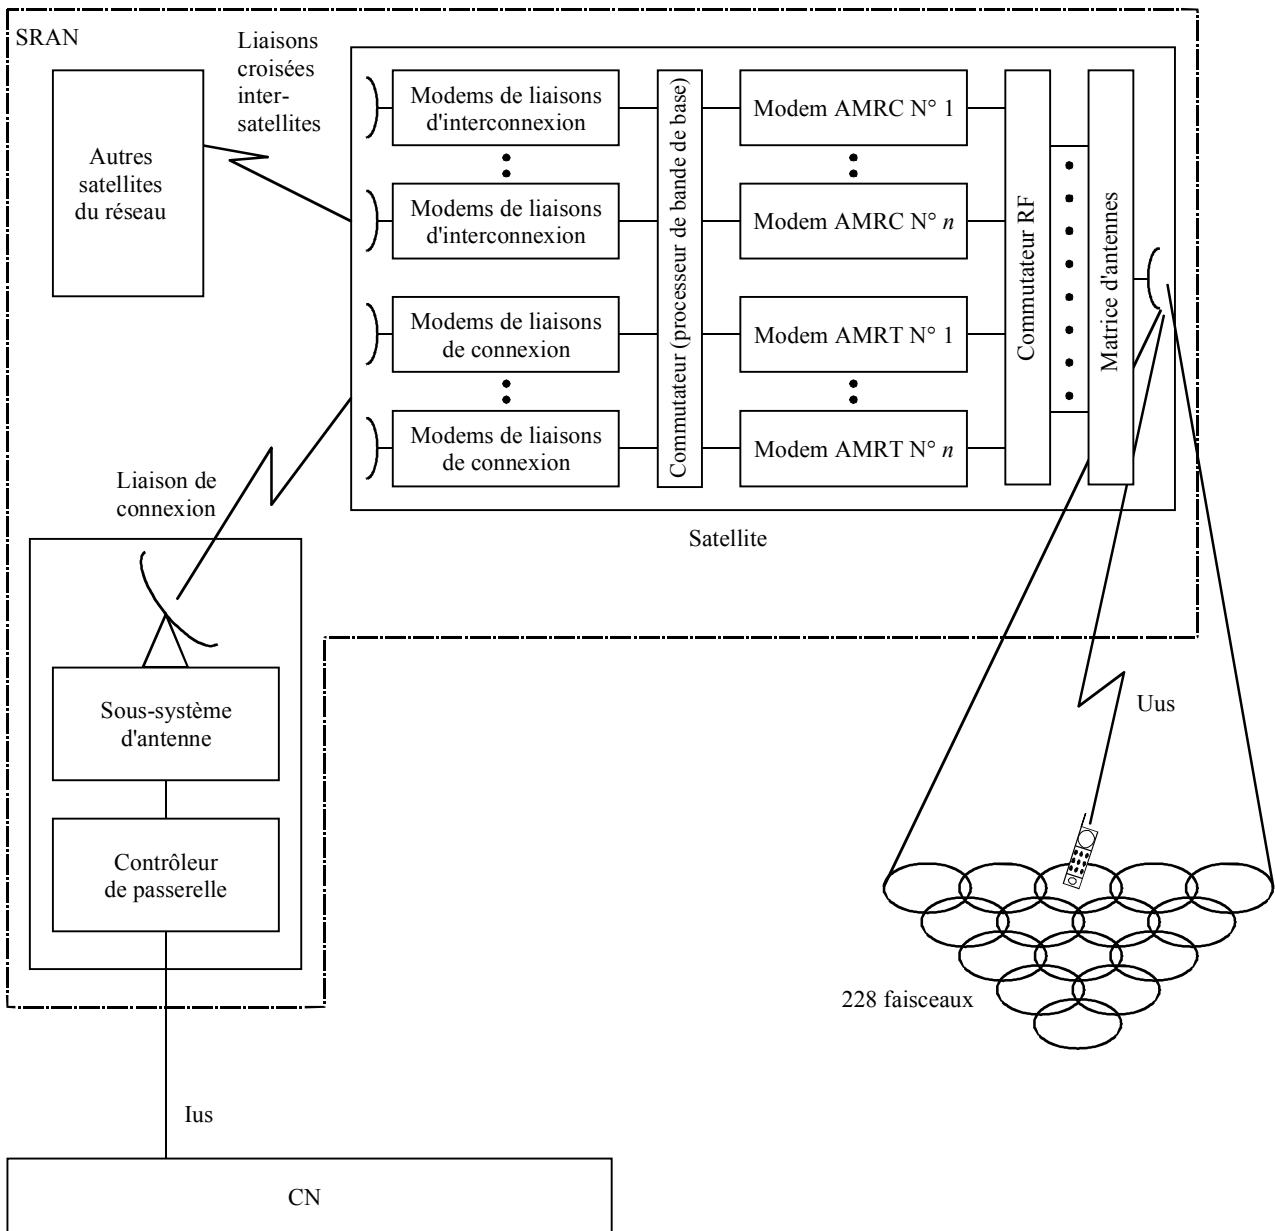 SRAN
Liaisons
croisées
inter-
satellites
Autres
satellites
du réseau
Modems de liaisons
d'interconnexion
Modems de liaisons
d'interconnexion
Modems de liaisons
de connexion
Modems de liaisons
de connexion
Commutateur (processeur de bande de base)
Modem AMRC N° 1
Modem AMRC N° n
Modem AMRT N° 1
Modem AMRT N° n
Commutateur RF
Matrice d'antennes
Satellite
Liaison de
connexion
Sous-système
d'antenne
Contrôleur
de passerelle
Uus
228 faisceaux
Ius
CN